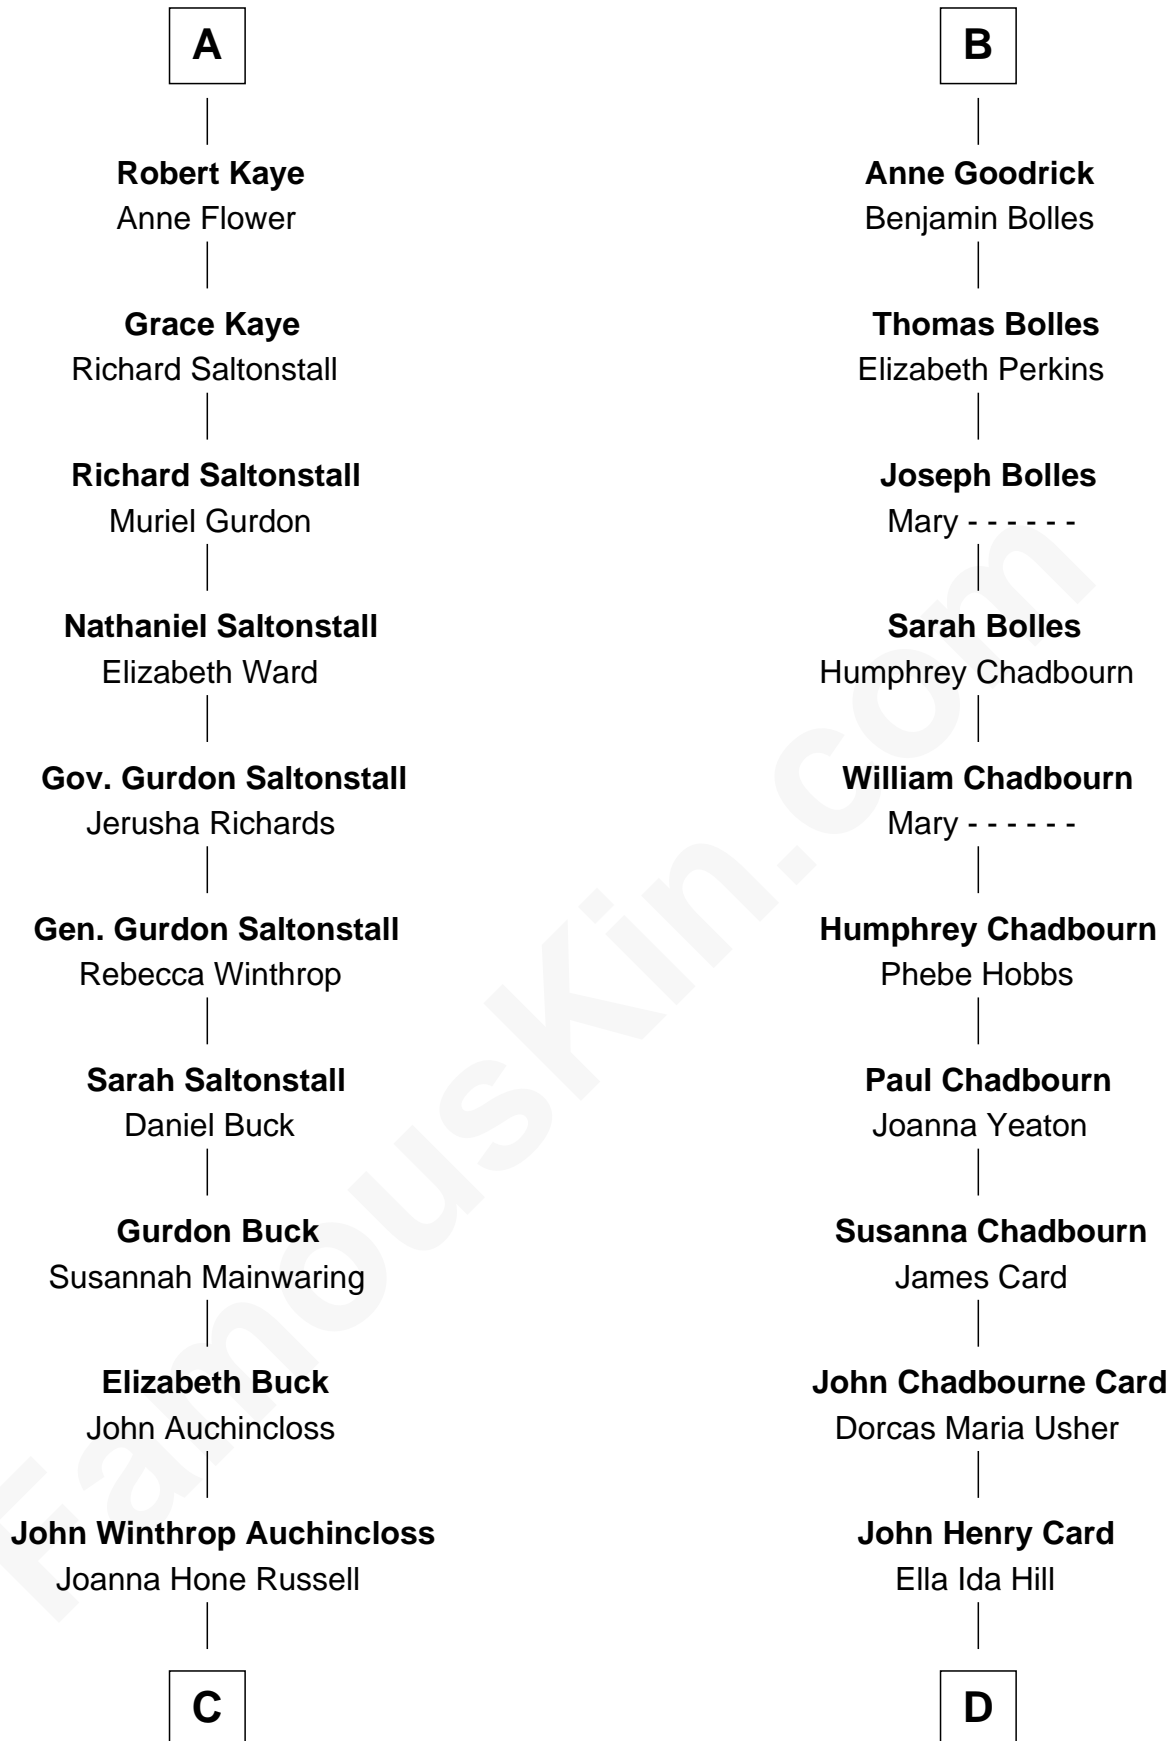 A
Robert Kaye
Anne Flower
Grace Kaye
Richard Saltonstall
Richard Saltonstall
Muriel Gurdon
Nathaniel Saltonstall
Elizabeth Ward
Gov. Gurdon Saltonstall
Jerusha Richards
Gen. Gurdon Saltonstall
Rebecca Winthrop
Sarah Saltonstall
Daniel Buck
Gurdon Buck
Susannah Mainwaring
Elizabeth Buck
John Auchincloss
John Winthrop Auchincloss
Joanna Hone Russell
C
B
Anne Goodrick
Benjamin Bolles
Thomas Bolles
Elizabeth Perkins
Joseph Bolles
Mary - - - - - -
Sarah Bolles
Humphrey Chadbourn
William Chadbourn
Mary - - - - - -
Humphrey Chadbourn
Phebe Hobbs
Paul Chadbourn
Joanna Yeaton
Susanna Chadbourn
James Card
John Chadbourne Card
Dorcas Maria Usher
John Henry Card
Ella Ida Hill
D
FamousKin.com